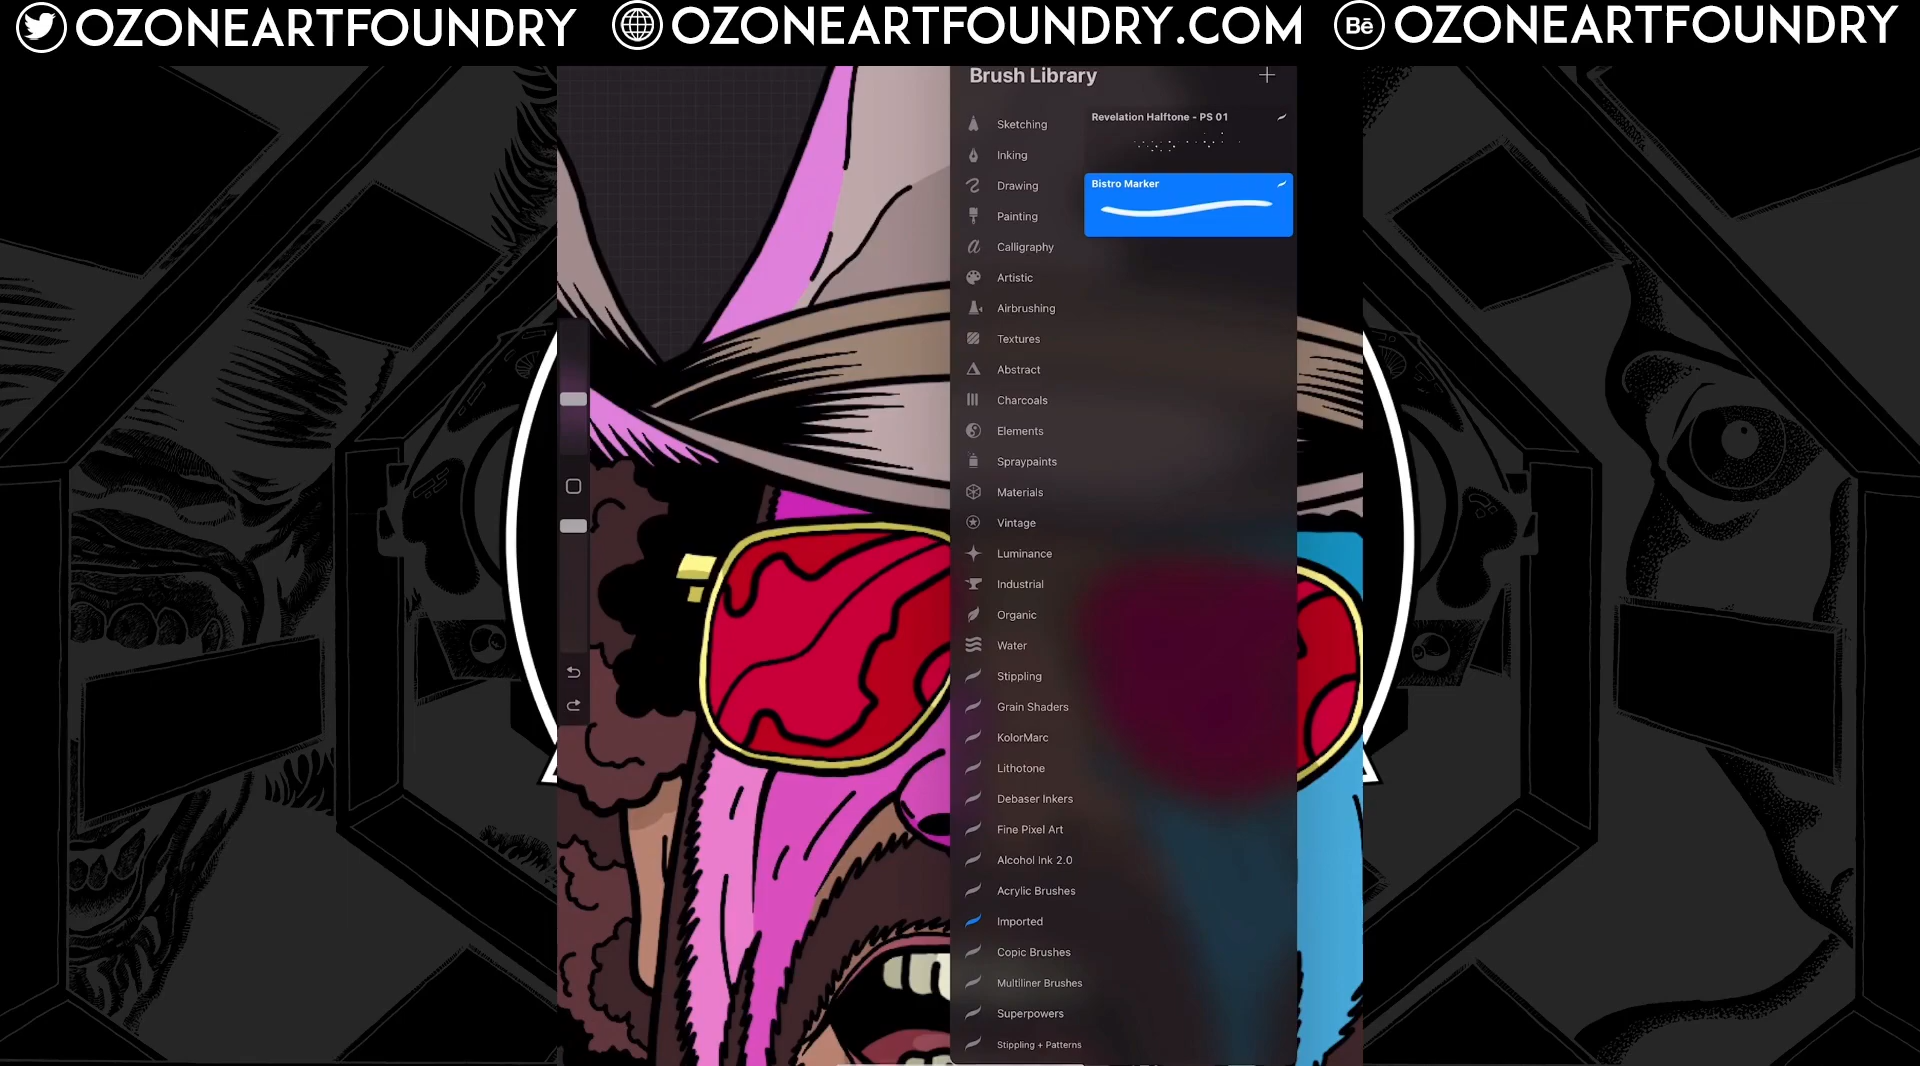 OZONEARTFOUNDRY
OZONEARTFOUNDRY.COM
Bē OZONEARTFOUNDRY
Brush Library
Sketching
Inking
Drawing
Painting
Calligraphy
Artistic
Airbrushing
Textures
Abstract
Charcoals
Elements
Spraypaints
Materials
Vintage
Luminance
Industrial
Organic
Water
Stippling
Grain Shaders
KolorMarc
Lithotone
Debaser Inkers
Fine Pixel Art
Alcohol Ink 2.0
Acrylic Brushes
Imported
Copic Brushes
Multiliner Brushes
Superpowers
Stippling + Patterns
Revelation Halftone - PS 01
Bistro Marker